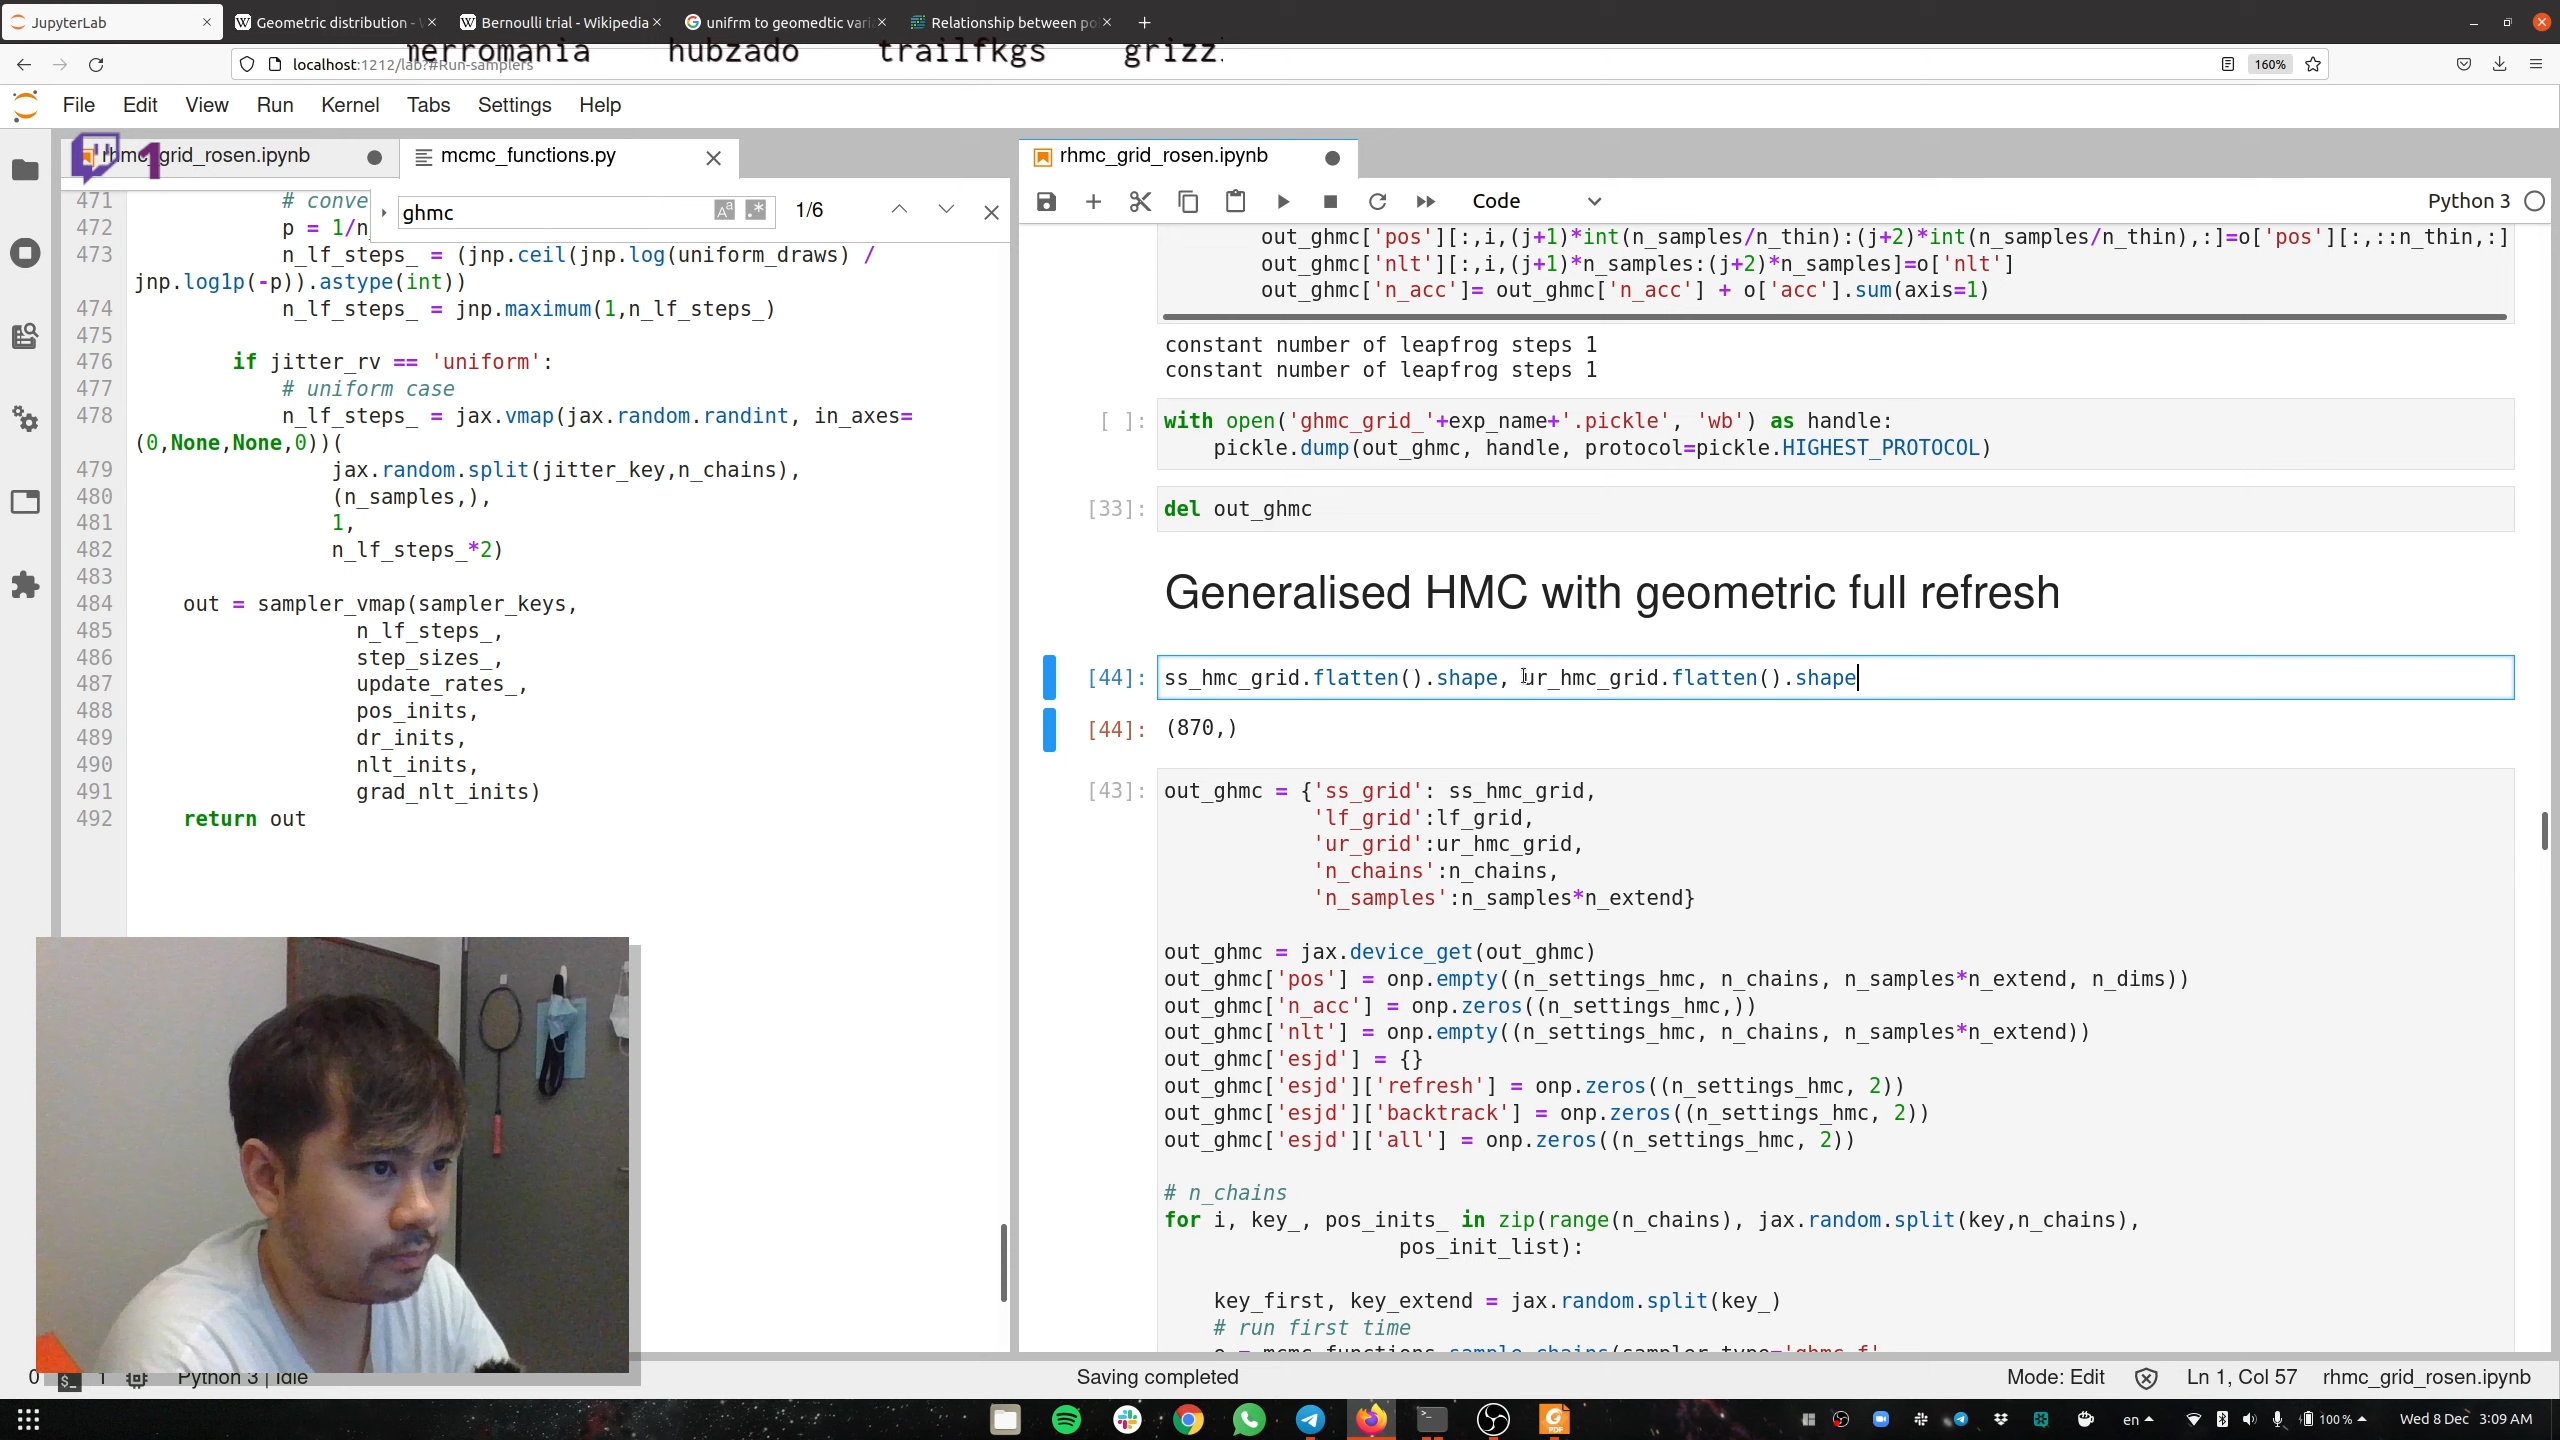 JupyterLab
Geometric distribution -
Bernoulli trial - Wikipedia
unifrm to geomedtic vari
Relationship between po
merromania hubzado trailfkgs grizz
localhost:1212/lab?#Run-samplers
160%
File Edit View Run Kernel Tabs Settings Help
rhmc_grid_rosen.ipynb
1
mcmc_functions.py
rhmc_grid_rosen.ipynb
ghmc
1/6
Code
Python 3
471 # conve
472 p = 1/n
473 n_lf_steps_ = (jnp.ceil(jnp.log(uniform_draws) /
jnp.log1p(-p)).astype(int))
474 n_lf_steps_ = jnp.maximum(1,n_lf_steps_)
475
476 if jitter_rv == 'uniform':
477 # uniform case
478 n_lf_steps_ = jax.vmap(jax.random.randint, in_axes=
(0,None,None,0))(
479 jax.random.split(jitter_key,n_chains),
480 (n_samples,),
481 1,
482 n_lf_steps_*2)
483
484 out = sampler_vmap(sampler_keys,
485 n_lf_steps_,
486 step_sizes_,
487 update_rates_,
488 pos_inits,
489 dr_inits,
490 nlt_inits,
491 grad_nlt_inits)
492 return out
out_ghmc['pos'][:,i,(j+1)*int(n_samples/n_thin):(j+2)*int(n_samples/n_thin),:]=o['pos'][:,::n_thin,:]
out_ghmc['nlt'][:,i,(j+1)*n_samples:(j+2)*n_samples]=o['nlt']
out_ghmc['n_acc']= out_ghmc['n_acc'] + o['acc'].sum(axis=1)
constant number of leapfrog steps 1
constant number of leapfrog steps 1
[ ]: with open('ghmc_grid_'+exp_name+'.pickle', 'wb') as handle:
pickle.dump(out_ghmc, handle, protocol=pickle.HIGHEST_PROTOCOL)
[33]: del out_ghmc
Generalised HMC with geometric full refresh
[44]: ss_hmc_grid.flatten().shape, ur_hmc_grid.flatten().shape
[44]: (870,)
[43]: out_ghmc = {'ss_grid': ss_hmc_grid,
'lf_grid':lf_grid,
'ur_grid':ur_hmc_grid,
'n_chains':n_chains,
'n_samples':n_samples*n_extend}
out_ghmc = jax.device_get(out_ghmc)
out_ghmc['pos'] = onp.empty((n_settings_hmc, n_chains, n_samples*n_extend, n_dims))
out_ghmc['n_acc'] = onp.zeros((n_settings_hmc,))
out_ghmc['nlt'] = onp.empty((n_settings_hmc, n_chains, n_samples*n_extend))
out_ghmc['esjd'] = {}
out_ghmc['esjd']['refresh'] = onp.zeros((n_settings_hmc, 2))
out_ghmc['esjd']['backtrack'] = onp.zeros((n_settings_hmc, 2))
out_ghmc['esjd']['all'] = onp.zeros((n_settings_hmc, 2))
# n_chains
for i, key_, pos_inits_ in zip(range(n_chains), jax.random.split(key,n_chains),
pos_init_list):
key_first, key_extend = jax.random.split(key_)
# run first time
o = mcmc_functions.sample_chains(sampler_type='ghmc_f',
0 1 Python 3 | Idle
Saving completed
Mode: Edit Ln 1, Col 57 rhmc_grid_rosen.ipynb
en 100 % Wed 8 Dec 3:09 AM